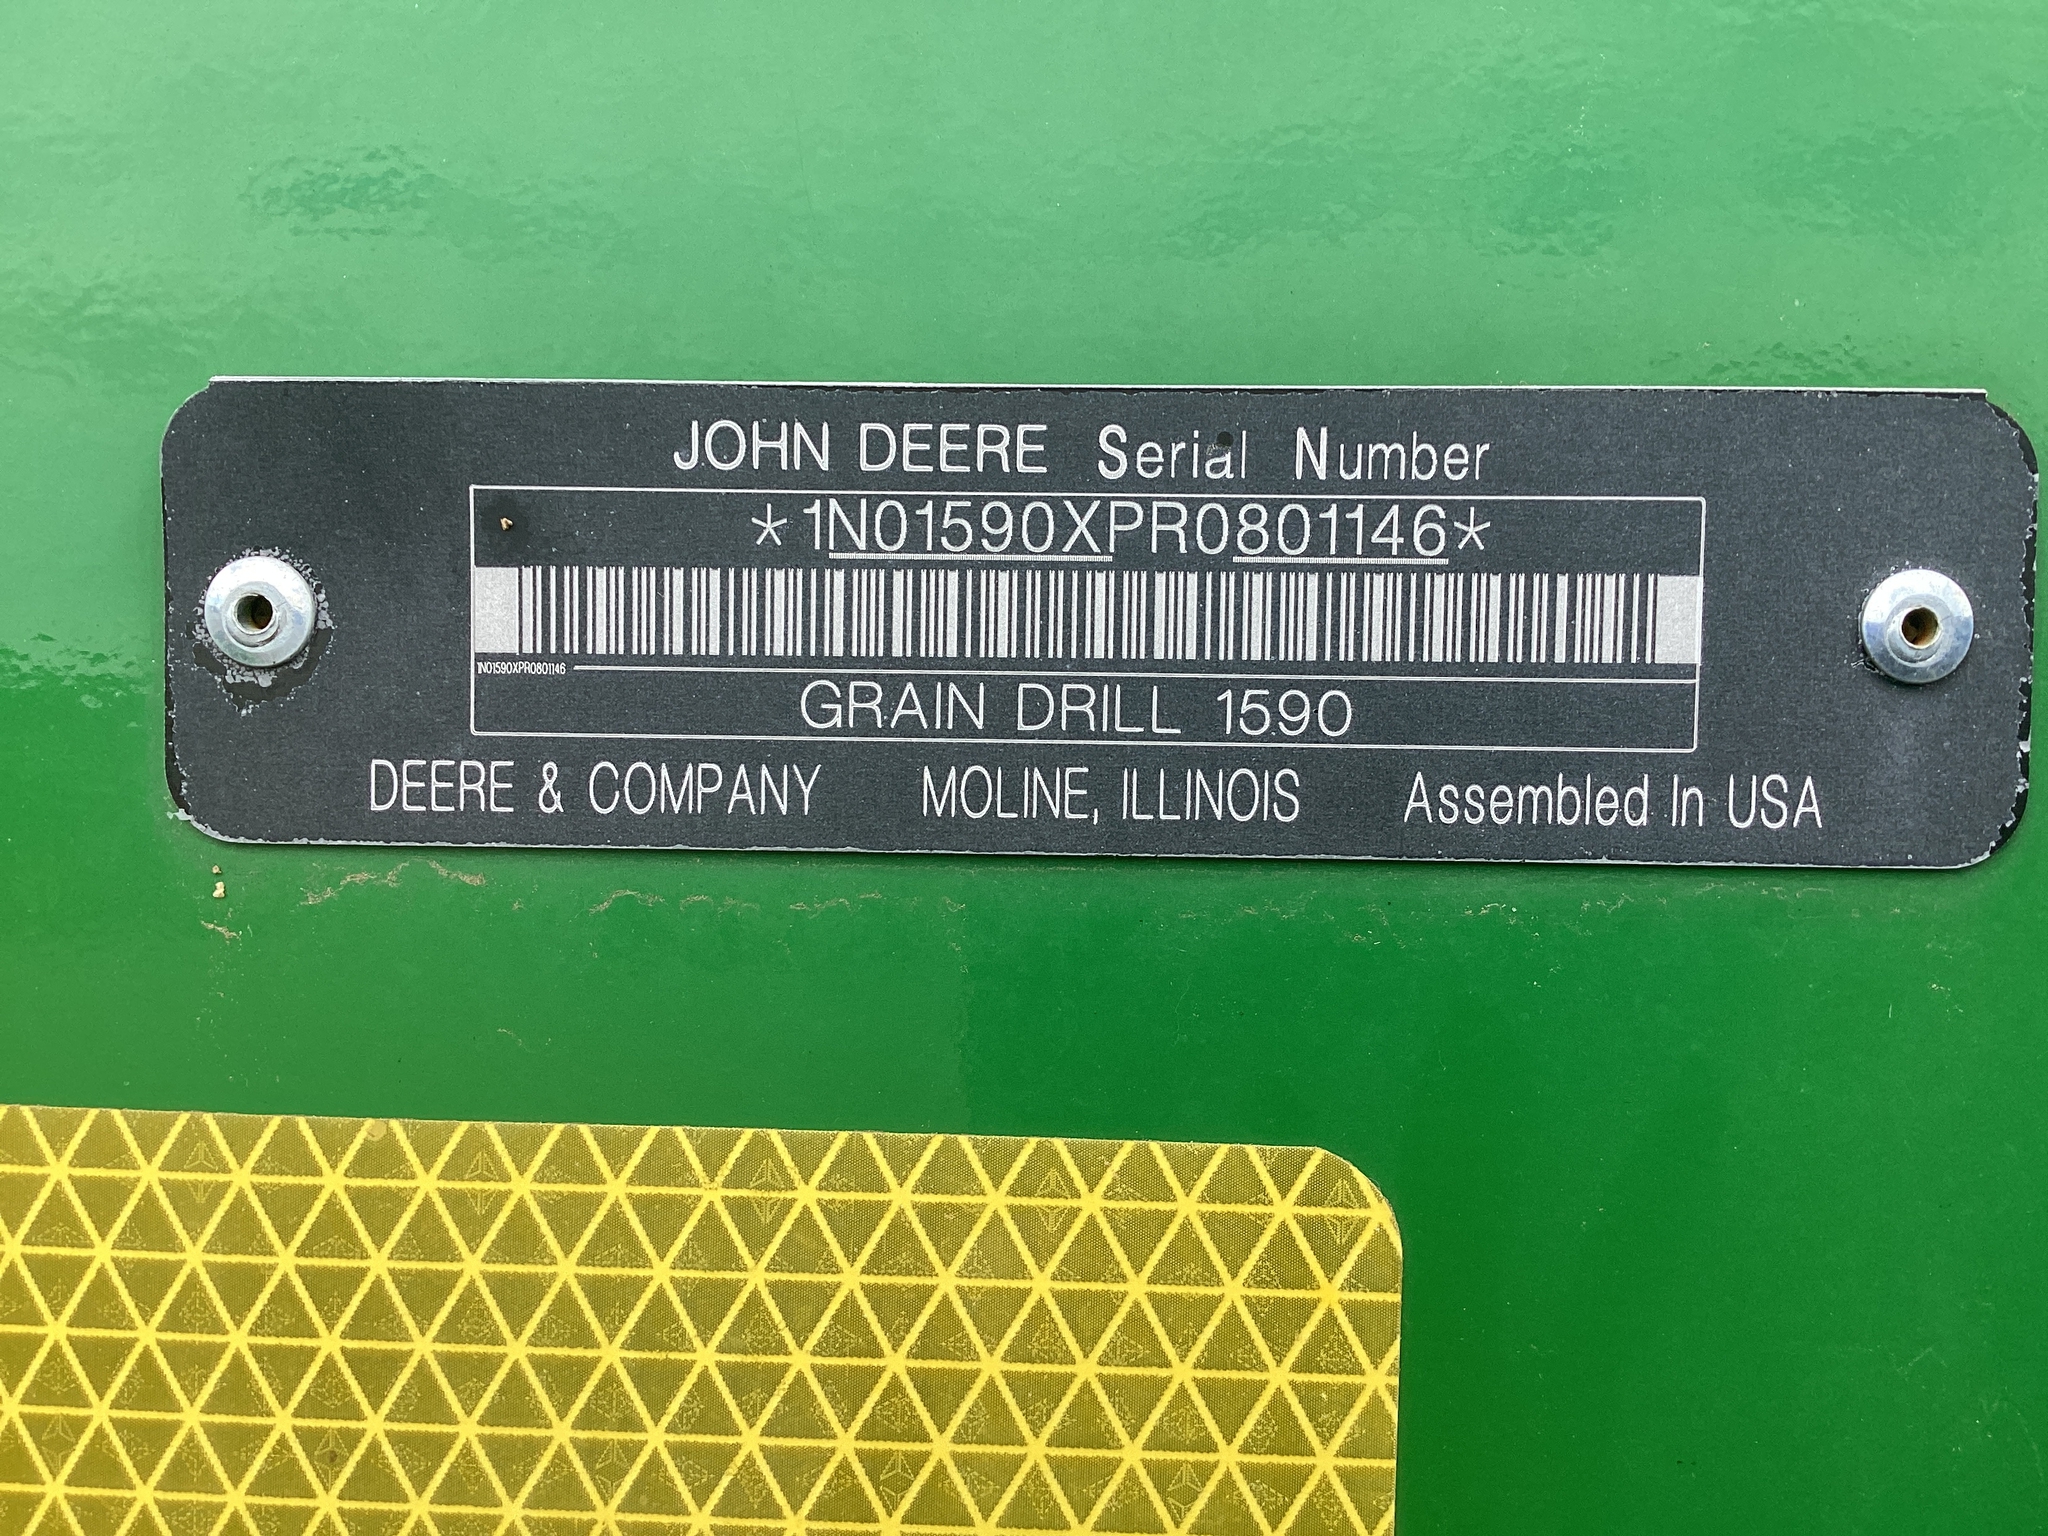 JOHN DEERE Serial Number
*1N01590XPR0801146*
1N01590XPR0801146
GRAIN DRILL 1590
DEERE & COMPANY MOLINE, ILLINOIS Assembled In USA